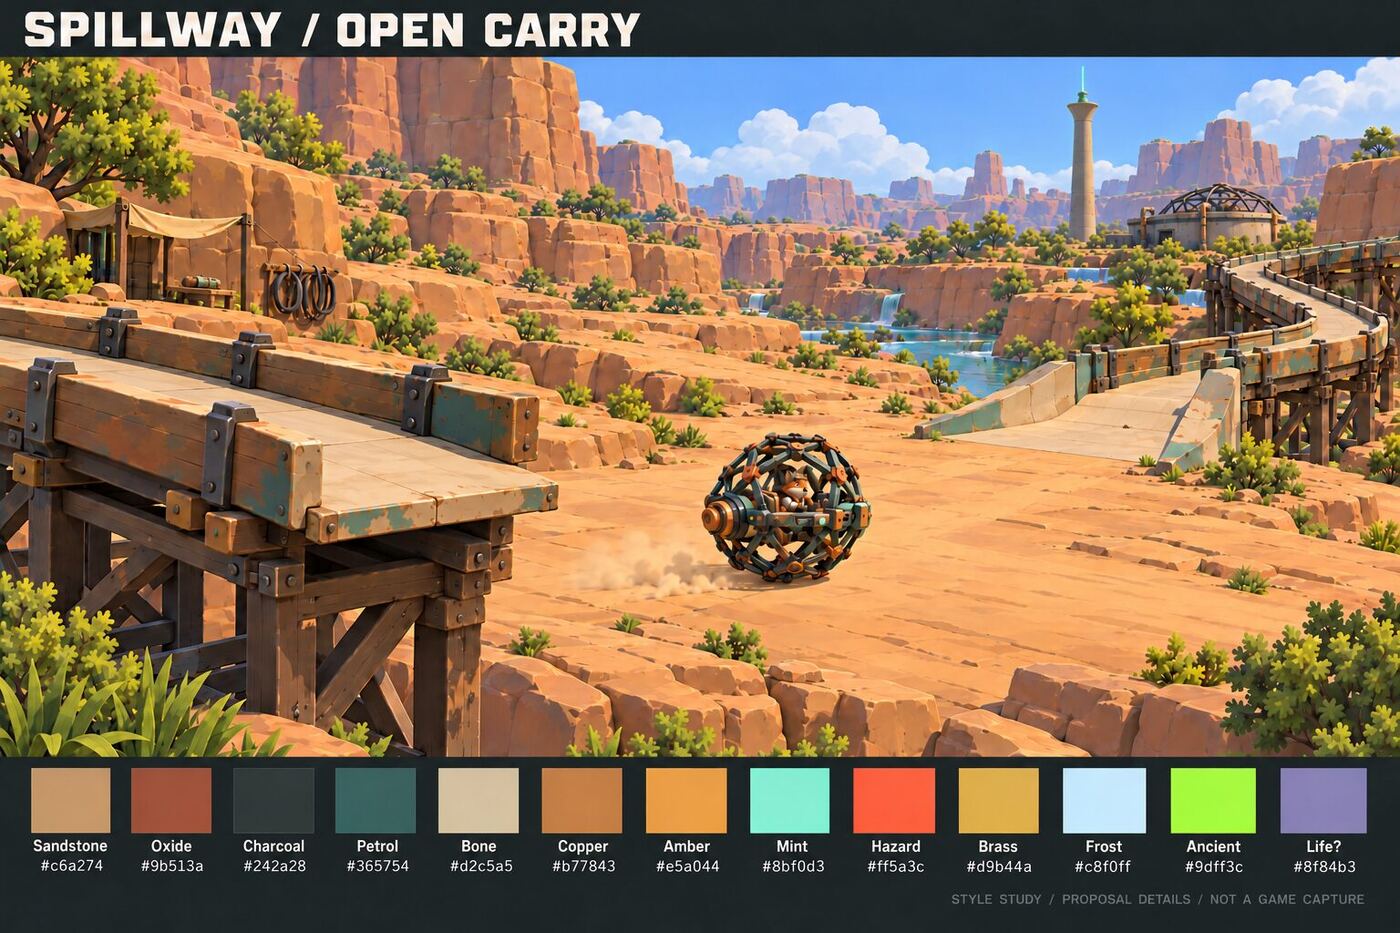 SPILLWAY / OPEN CARRY
Sandstone Oxide Charcoal Petrol Bone Copper Amber Mint Hazard Brass Frost Ancient Life?
#c6a274 #9b513a #242a28 #365754 #d2c5a5 #b77843 #e5a044 #8bf0d3 #ff5a3c #d9b44a #c8f0ff #9dff3c #8f84b3
STYLE STUDY / PROPOSAL DETAILS / NOT A GAME CAPTURE